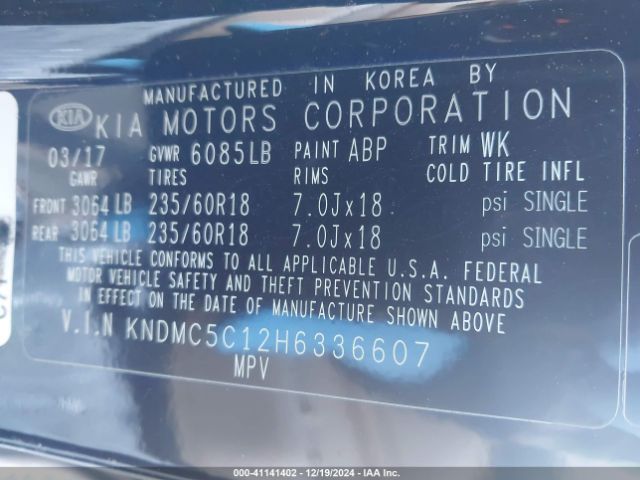 MANUFACTURED IN KOREA BY
KIA KIA MOTORS CORPORATION
03/17 GVWR 6085LB PAINT ABP TRIM WK
GAWR TIRES RIMS COLD TIRE INFL
FRONT 3064 LB 235/60R18 7.0Jx18 psi SINGLE
REAR 3064 LB 235/60R18 7.0Jx18 psi SINGLE
THIS VEHICLE CONFORMS TO ALL APPLICABLE U.S.A. FEDERAL
MOTOR VEHICLE SAFETY AND THEFT PREVENTION STANDARDS
IN EFFECT ON THE DATE OF MANUFACTURE SHOWN ABOVE
V.I.N KNDMC5C12H6336607
MPV
000-41141402 - 12/19/2024 - IAA Inc.